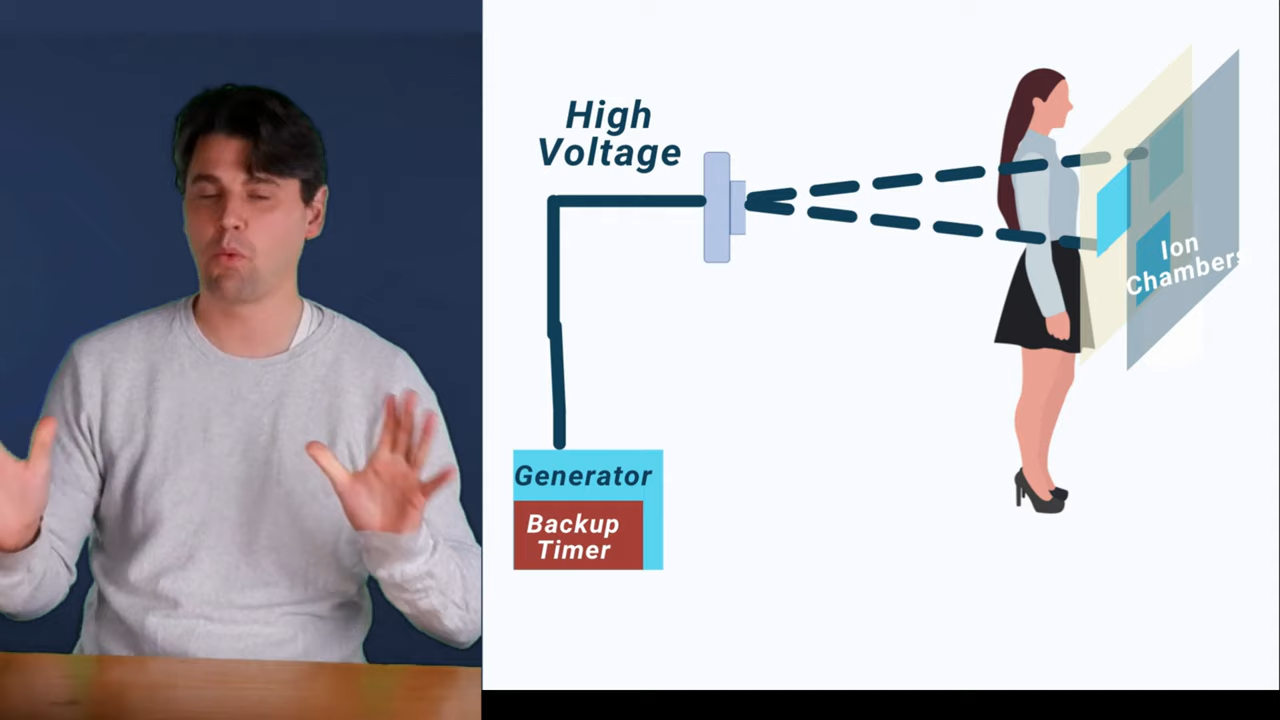 High
Voltage
Ion
Chambers
Generator
Backup
Timer